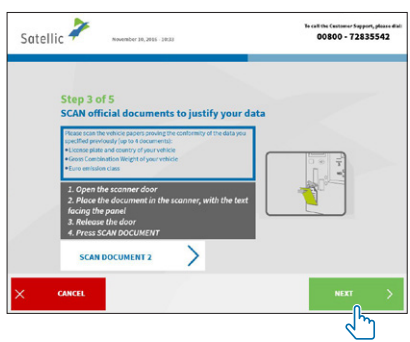 Satellic
November 20, 2015 - 20:53
To call the Customer Support, please dial:
00800 - 72835542
Step 3 of 5
SCAN official documents to justify your data
Please scan the vehicle papers proving the conformity of the data you
specified previously (up to 4 documents):
• License plate and country of your vehicle
• Gross Combination Weight of your vehicle
• Euro emission class
1. Open the scanner door
2. Place the document in the scanner, with the text
facing the panel
3. Release the door
4. Press SCAN DOCUMENT
SCAN DOCUMENT 2
CANCEL
NEXT